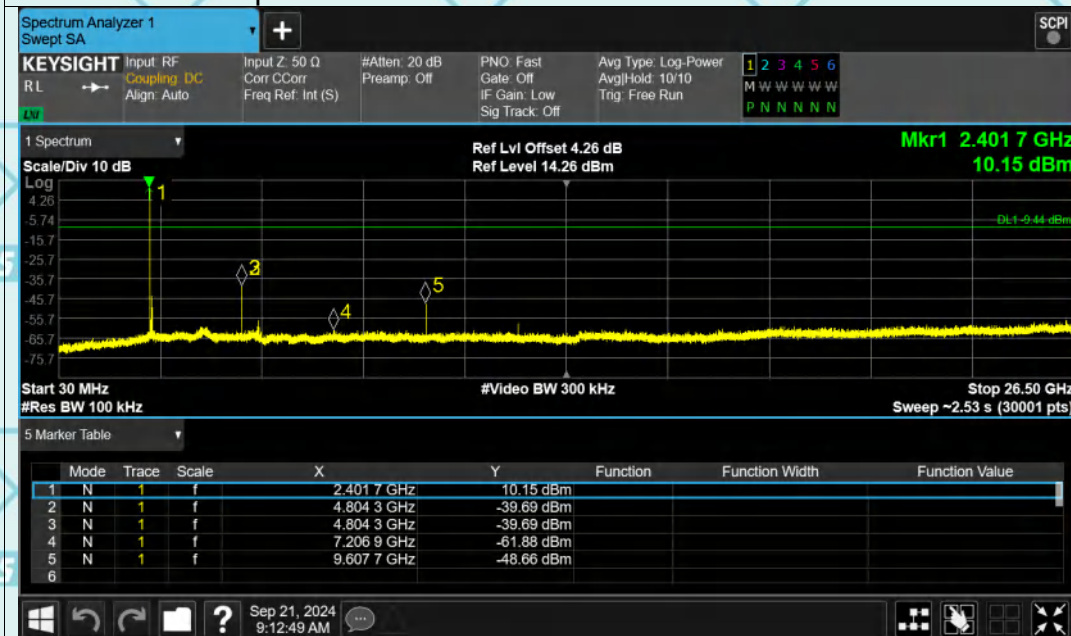 Spectrum Analyzer 1
Swept SA
+
SCPI
KEYSIGHT Input: RF Input Z: 50 Ω #Atten: 20 dB PNO: Fast Avg Type: Log-Power 1 2 3 4 5 6
RL Coupling: DC Corr CCorr Preamp: Off Gate: Off Avg|Hold: 10/10 M W W W W W
Align: Auto Freq Ref: Int (S) IF Gain: Low Trig: Free Run
LXI Sig Track: Off P N N N N N
1 Spectrum
Ref Lvl Offset 4.26 dB Mkr1 2.401 7 GHz
Scale/Div 10 dB Ref Level 14.26 dBm 10.15 dBm
Log
1
4.26
-5.74 DL1 -9.44 dBm
-15.7
-25.7
-35.7
5
-45.7
4
-55.7
-65.7
-75.7
Start 30 MHz #Video BW 300 kHz Stop 26.50 GHz
#Res BW 100 kHz Sweep ~2.53 s (30001 pts)
5 Marker Table
Mode Trace Scale X Y Function Function Width Function Value
1 N 1 f 2.401 7 GHz 10.15 dBm
2 N 1 f 4.804 3 GHz -39.69 dBm
3 N 1 f 4.804 3 GHz -39.69 dBm
4 N 1 f 7.206 9 GHz -61.88 dBm
5 N 1 f 9.607 7 GHz -48.66 dBm
6
? Sep 21, 2024
9:12:49 AM